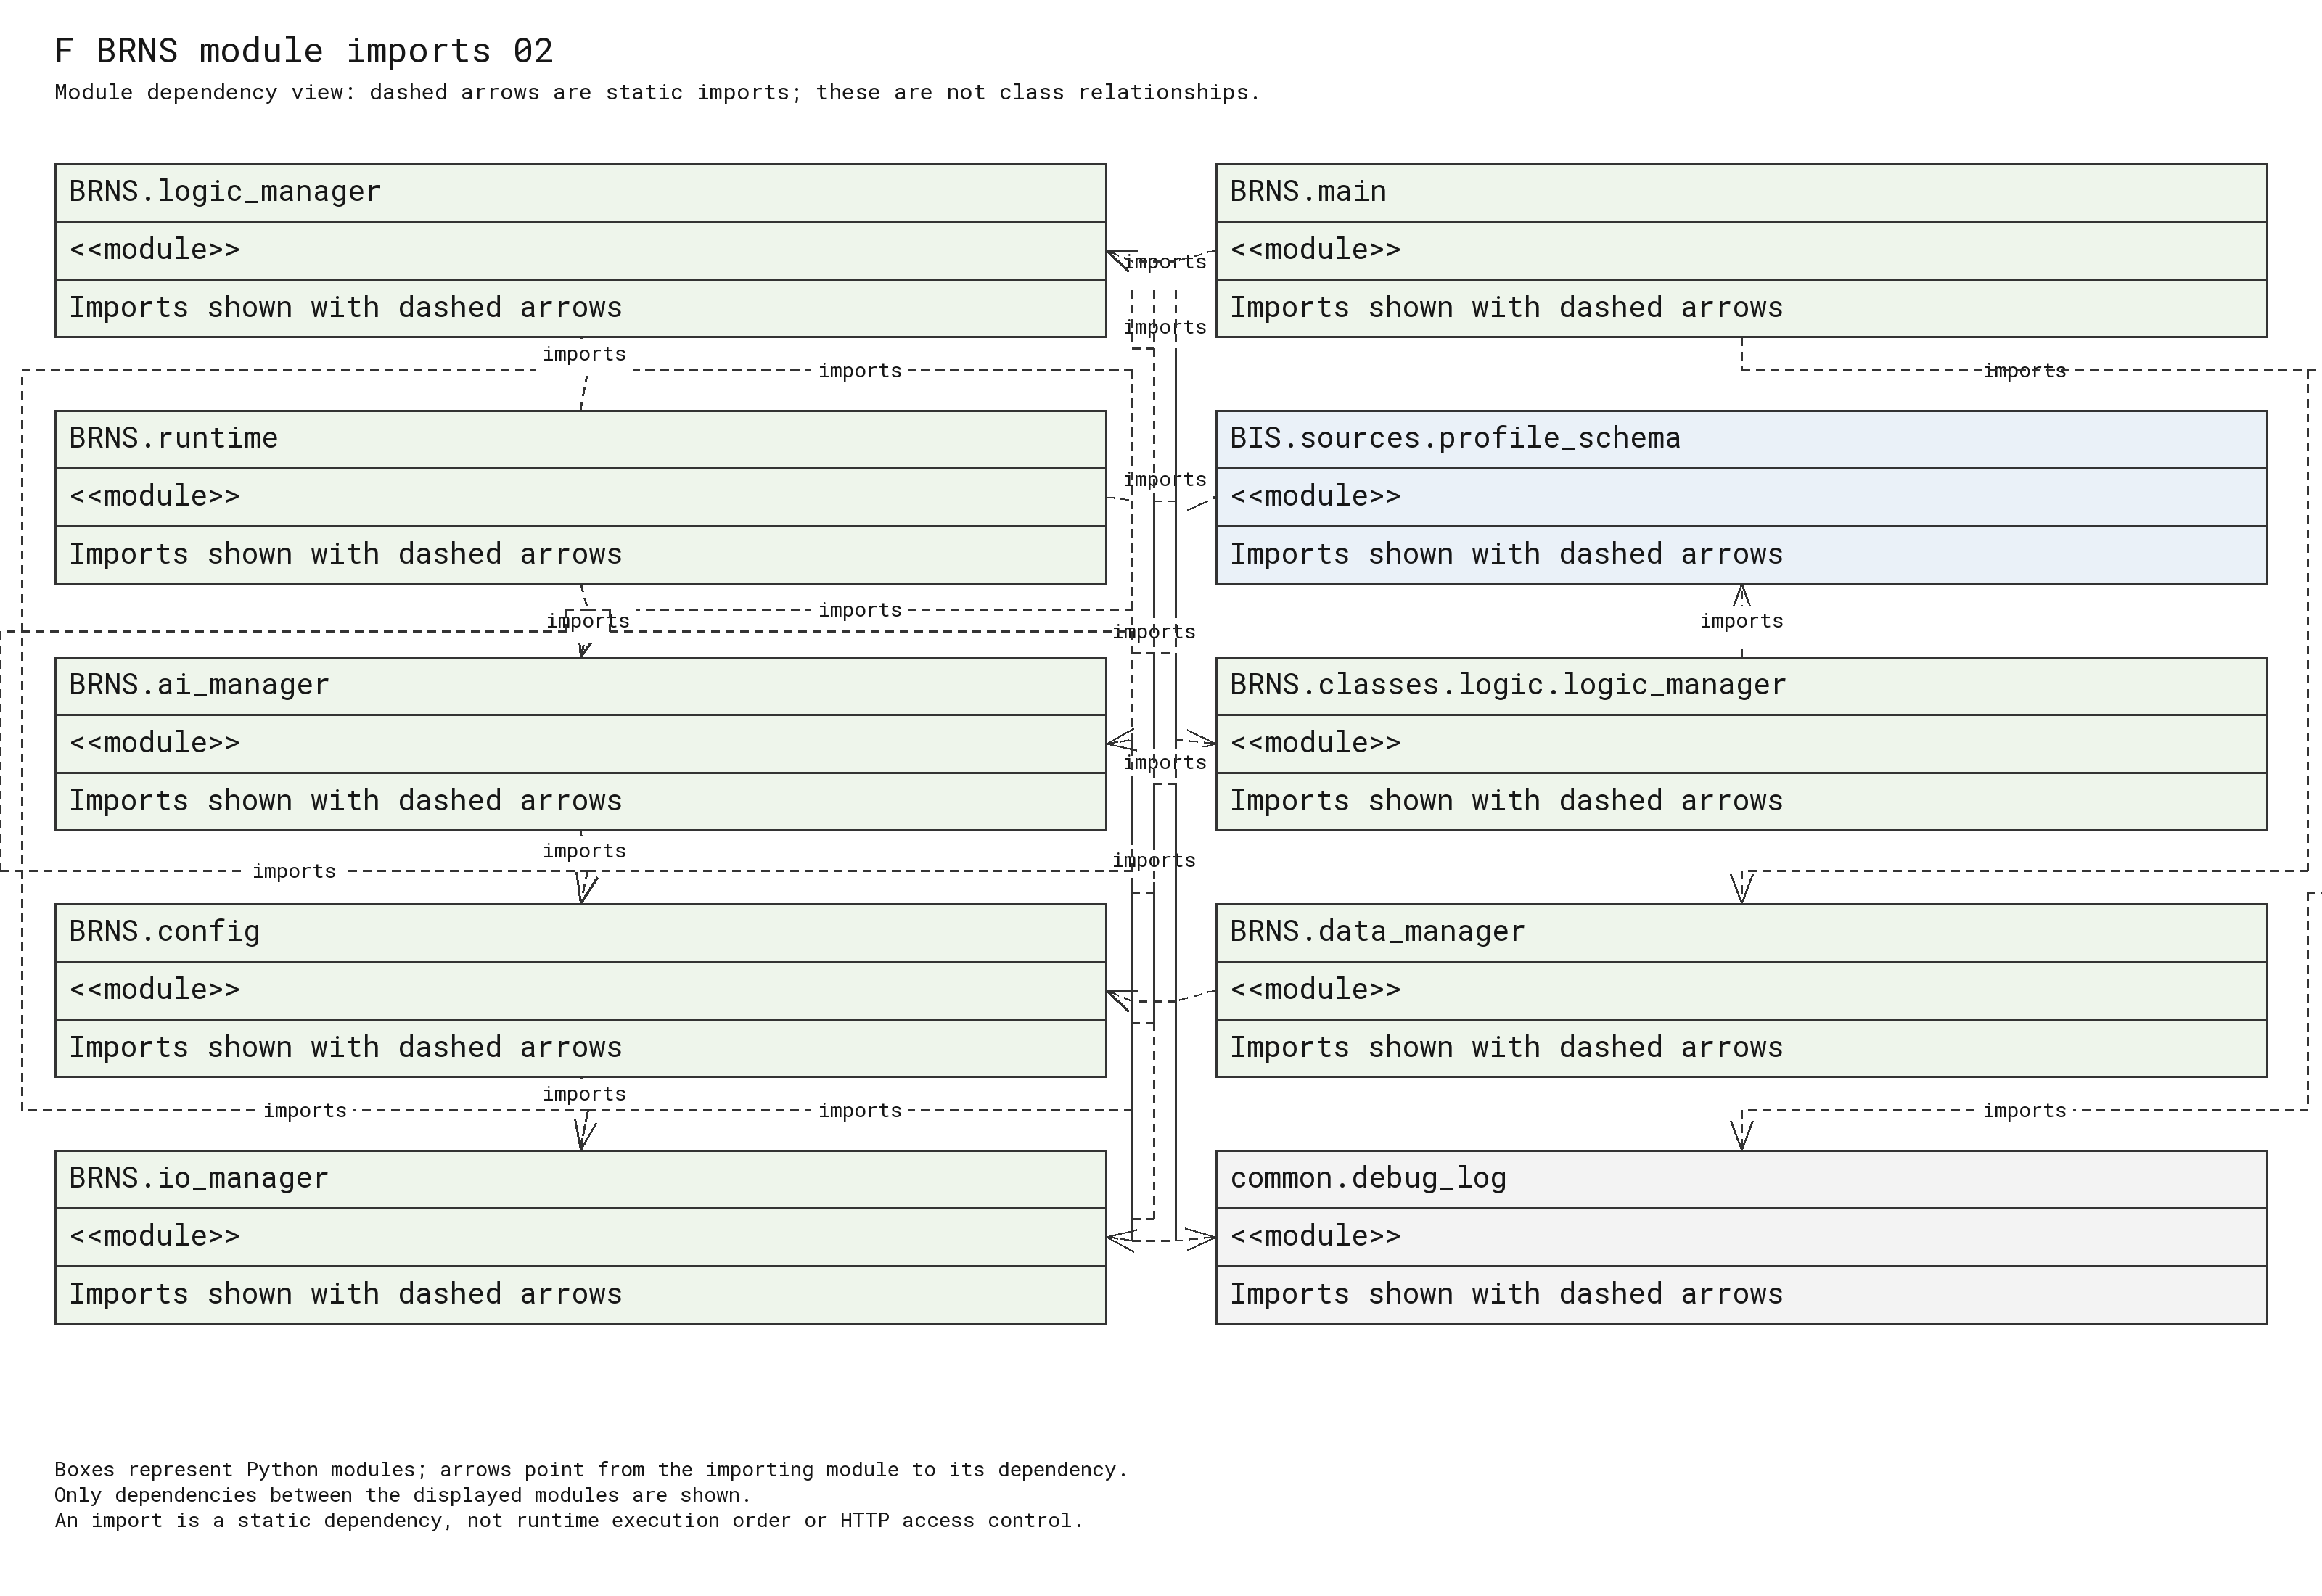 F BRNS module imports 02
Module dependency view: dashed arrows are static imports; these are not class relationships.
BRNS.logic_manager
<<module>>
Imports shown with dashed arrows
BRNS.main
<<module>>
Imports shown with dashed arrows
imports
imports
imports
imports
imports
BRNS.runtime
<<module>>
Imports shown with dashed arrows
imports
BIS.sources.profile_schema
<<module>>
Imports shown with dashed arrows
imports
imports
imports
imports
BRNS.ai_manager
<<module>>
Imports shown with dashed arrows
imports
BRNS.classes.logic.logic_manager
<<module>>
Imports shown with dashed arrows
imports
imports
imports
BRNS.config
<<module>>
Imports shown with dashed arrows
BRNS.data_manager
<<module>>
Imports shown with dashed arrows
imports
imports
imports
imports
BRNS.io_manager
<<module>>
Imports shown with dashed arrows
common.debug_log
<<module>>
Imports shown with dashed arrows
Boxes represent Python modules; arrows point from the importing module to its dependency.
Only dependencies between the displayed modules are shown.
An import is a static dependency, not runtime execution order or HTTP access control.